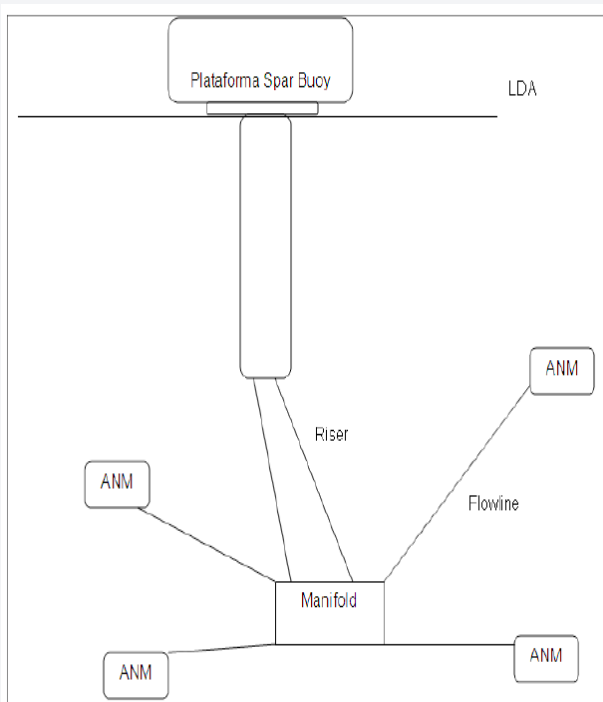 Plataforma Spar Buoy
LDA
ANM
Riser
ANM
Flowline
Manifold
ANM
ANM